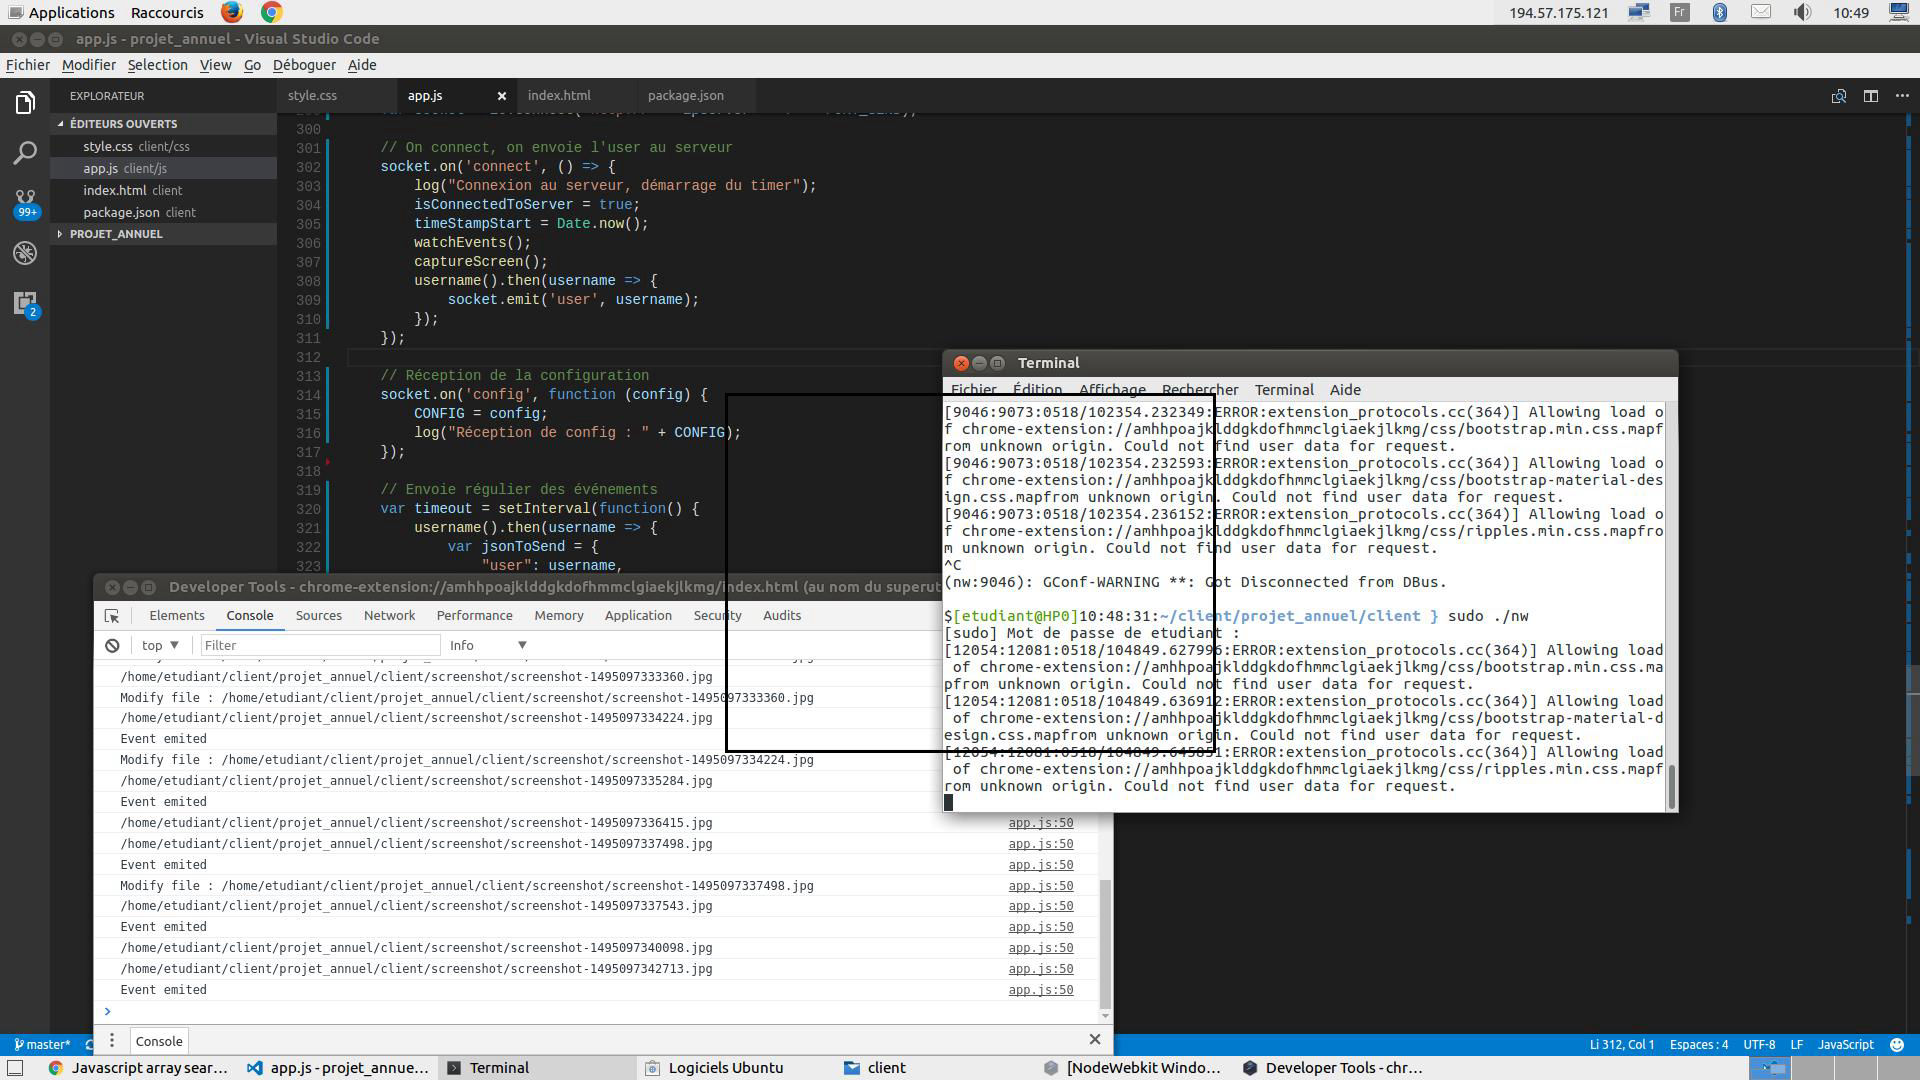 Applications Raccourcis 194.57.175.121 Fr 10:49
app.js - projet_annuel - Visual Studio Code
Fichier Modifier Selection View Go Déboguer Aide
EXPLORATEUR
ÉDITEURS OUVERTS
style.css client/css
app.js client/js
index.html client
package.json client
PROJET_ANNUEL
99+
2
style.css app.js index.html package.json
300
301 // On connect, on envoie l'user au serveur
302 socket.on('connect', () => {
303 log("Connexion au serveur, démarrage du timer");
304 isConnectedToServer = true;
305 timeStampStart = Date.now();
306 watchEvents();
307 captureScreen();
308 username().then(username => {
309 socket.emit('user', username);
310 });
311 });
312
313 // Réception de la configuration
314 socket.on('config', function (config) {
315 CONFIG = config;
316 log("Réception de config : " + CONFIG);
317 });
318
319 // Envoie régulier des événements
320 var timeout = setInterval(function() {
321 username().then(username => {
322 var jsonToSend = {
323 "user": username,
Terminal
Fichier Édition Affichage Rechercher Terminal Aide
[9046:9073:0518/102354.232349:ERROR:extension_protocols.cc(364)] Allowing load o
f chrome-extension://amhhpoajklddgkdofhmmclgiaekjlkmg/css/bootstrap.min.css.mapf
rom unknown origin. Could not find user data for request.
[9046:9073:0518/102354.232593:ERROR:extension_protocols.cc(364)] Allowing load o
f chrome-extension://amhhpoajklddgkdofhmmclgiaekjlkmg/css/bootstrap-material-des
ign.css.mapfrom unknown origin. Could not find user data for request.
[9046:9073:0518/102354.236152:ERROR:extension_protocols.cc(364)] Allowing load o
f chrome-extension://amhhpoajklddgkdofhmmclgiaekjlkmg/css/ripples.min.css.mapfro
m unknown origin. Could not find user data for request.
^C
(nw:9046): GConf-WARNING **: Got Disconnected from DBus.
$[etudiant@HP0]10:48:31:~/client/projet_annuel/client } sudo ./nw
[sudo] Mot de passe de etudiant :
[12054:12081:0518/104849.627996:ERROR:extension_protocols.cc(364)] Allowing load
of chrome-extension://amhhpoajklddgkdofhmmclgiaekjlkmg/css/bootstrap.min.css.ma
pfrom unknown origin. Could not find user data for request.
[12054:12081:0518/104849.636912:ERROR:extension_protocols.cc(364)] Allowing load
of chrome-extension://amhhpoajklddgkdofhmmclgiaekjlkmg/css/bootstrap-material-d
esign.css.mapfrom unknown origin. Could not find user data for request.
[12054:12081:0518/104849.645851:ERROR:extension_protocols.cc(364)] Allowing load
of chrome-extension://amhhpoajklddgkdofhmmclgiaekjlkmg/css/ripples.min.css.mapf
rom unknown origin. Could not find user data for request.
Developer Tools - chrome-extension://amhhpoajklddgkdofhmmclgiaekjlkmg/index.html (au nom du superut
Elements Console Sources Network Performance Memory Application Security Audits
top Filter Info
/home/etudiant/client/projet_annuel/client/screenshot/screenshot-1495097333360.jpg
Modify file : /home/etudiant/client/projet_annuel/client/screenshot/screenshot-1495097333360.jpg
/home/etudiant/client/projet_annuel/client/screenshot/screenshot-1495097334224.jpg
Event emited
Modify file : /home/etudiant/client/projet_annuel/client/screenshot/screenshot-1495097334224.jpg
/home/etudiant/client/projet_annuel/client/screenshot/screenshot-1495097335284.jpg
Event emited
/home/etudiant/client/projet_annuel/client/screenshot/screenshot-1495097336415.jpg app.js:50
/home/etudiant/client/projet_annuel/client/screenshot/screenshot-1495097337498.jpg app.js:50
Event emited app.js:50
Modify file : /home/etudiant/client/projet_annuel/client/screenshot/screenshot-1495097337498.jpg app.js:50
/home/etudiant/client/projet_annuel/client/screenshot/screenshot-1495097337543.jpg app.js:50
Event emited app.js:50
/home/etudiant/client/projet_annuel/client/screenshot/screenshot-1495097340098.jpg app.js:50
/home/etudiant/client/projet_annuel/client/screenshot/screenshot-1495097342713.jpg app.js:50
Event emited app.js:50
Console
master* Li 312, Col 1 Espaces : 4 UTF-8 LF JavaScript
Javascript array sear... app.js - projet_annue... Terminal Logiciels Ubuntu client [NodeWebkit Windo... Developer Tools - chr...